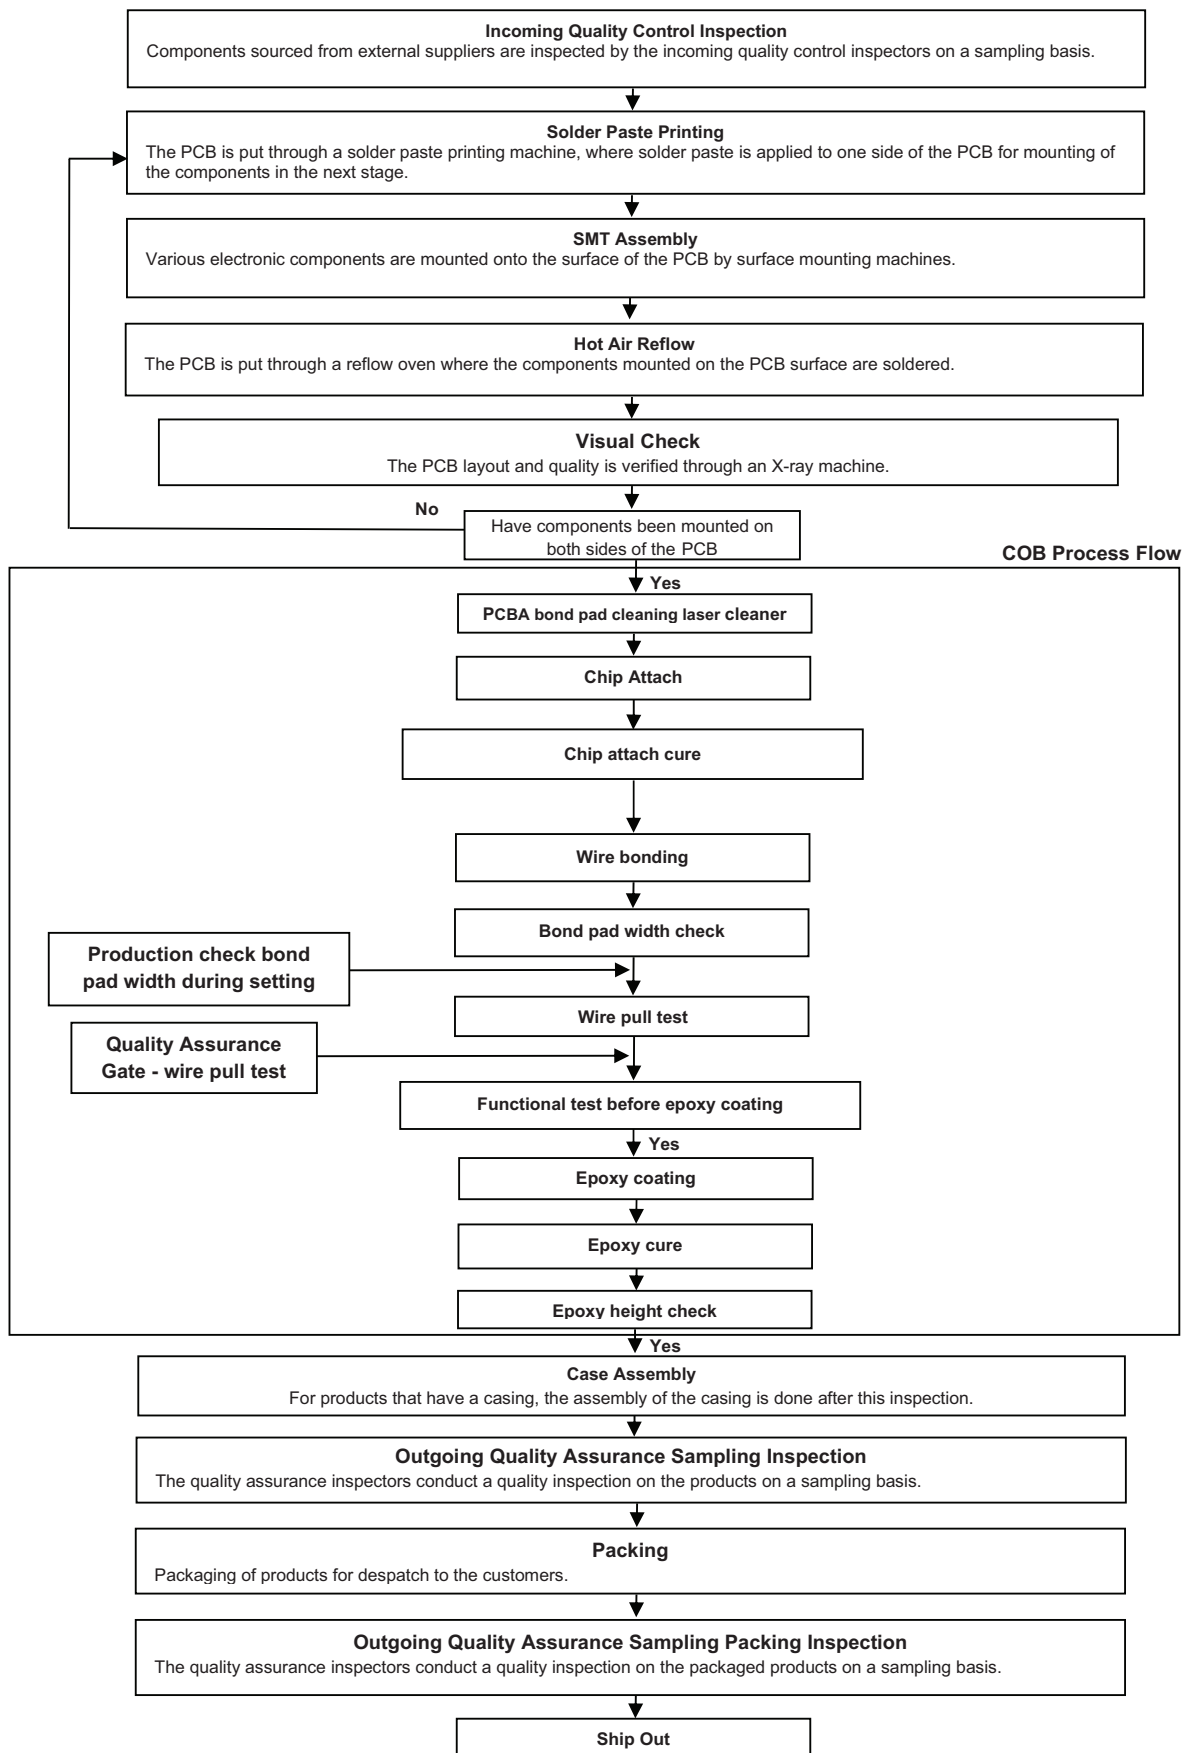 Incoming Quality Control Inspection
Components sourced from external suppliers are inspected by the incoming quality control inspectors on a sampling basis.
Solder Paste Printing
The PCB is put through a solder paste printing machine, where solder paste is applied to one side of the PCB for mounting of
the components in the next stage.
SMT Assembly
Various electronic components are mounted onto the surface of the PCB by surface mounting machines.
Hot Air Reflow
The PCB is put through a reflow oven where the components mounted on the PCB surface are soldered.
Visual Check
The PCB layout and quality is verified through an X-ray machine.
No
Have components been mounted on
both sides of the PCB
COB Process Flow
Yes
PCBA bond pad cleaning laser cleaner
Chip Attach
Chip attach cure
Wire bonding
Bond pad width check
Production check bond
pad width during setting
Wire pull test
Quality Assurance
Gate - wire pull test
Functional test before epoxy coating
Yes
Epoxy coating
Epoxy cure
Epoxy height check
Yes
Case Assembly
For products that have a casing, the assembly of the casing is done after this inspection.
Outgoing Quality Assurance Sampling Inspection
The quality assurance inspectors conduct a quality inspection on the products on a sampling basis.
Packing
Packaging of products for despatch to the customers.
Outgoing Quality Assurance Sampling Packing Inspection
The quality assurance inspectors conduct a quality inspection on the packaged products on a sampling basis.
Ship Out